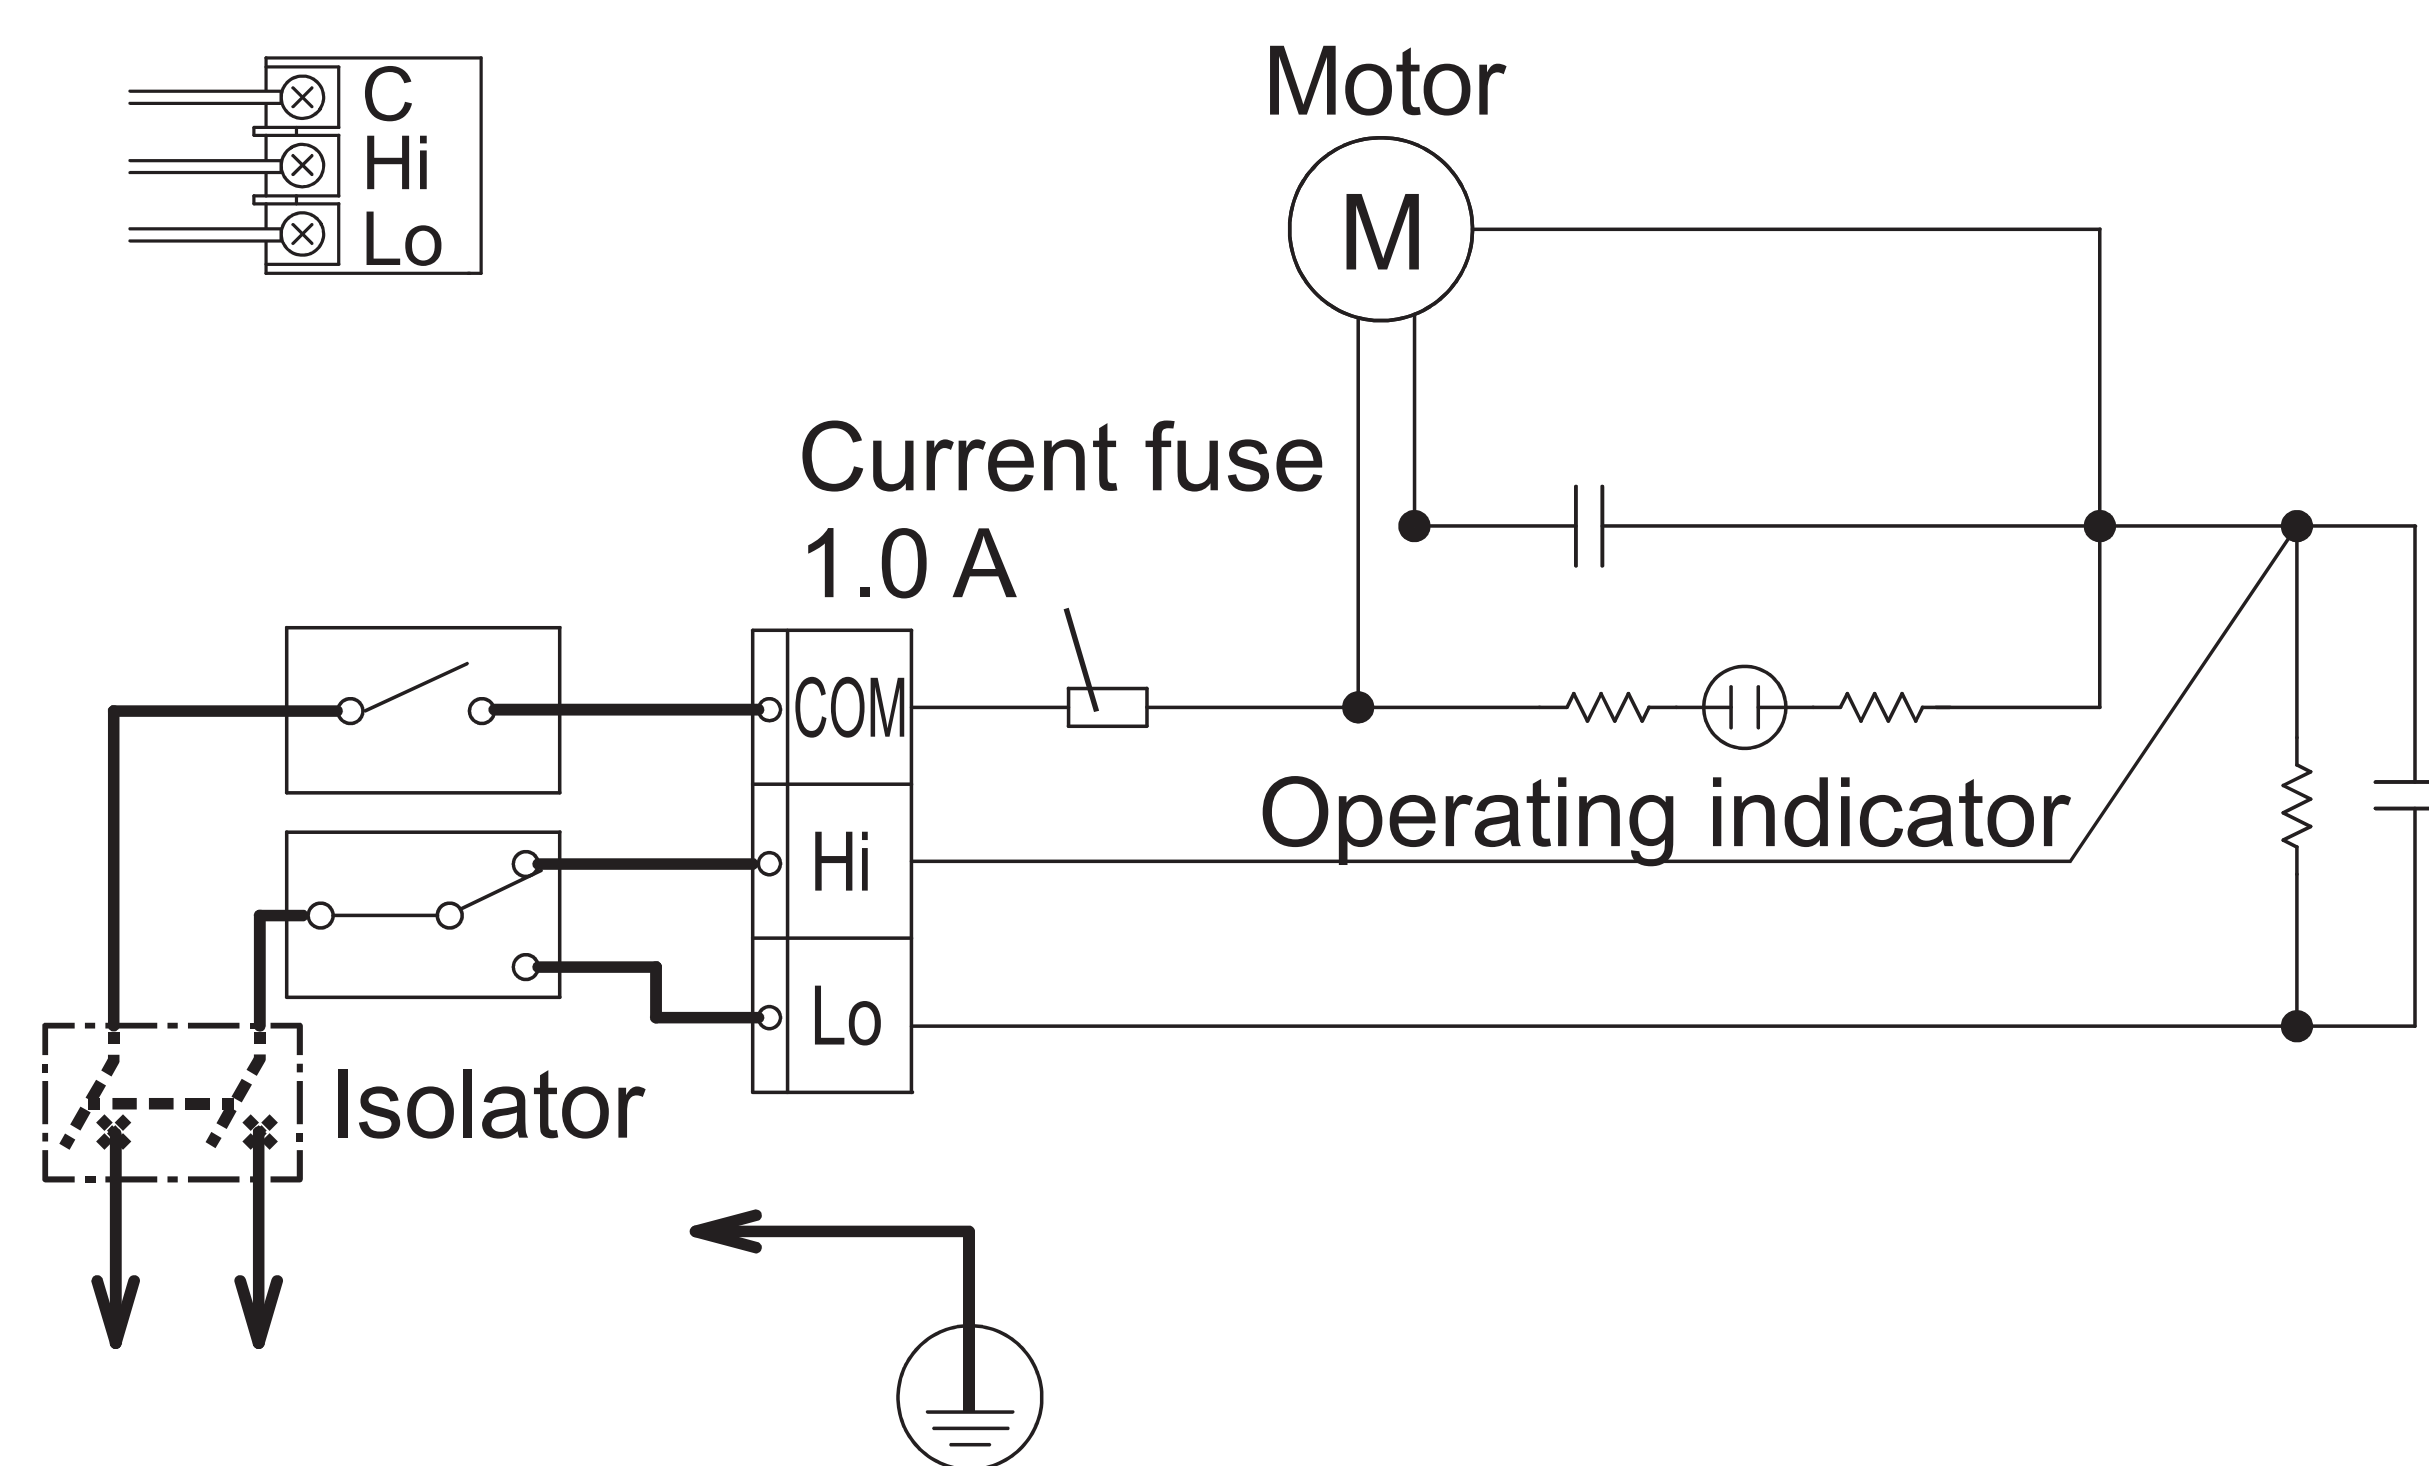 C
Hi
Lo
Motor
M
Current fuse
1.0 A
COM
Hi
Lo
Operating indicator
Isolator